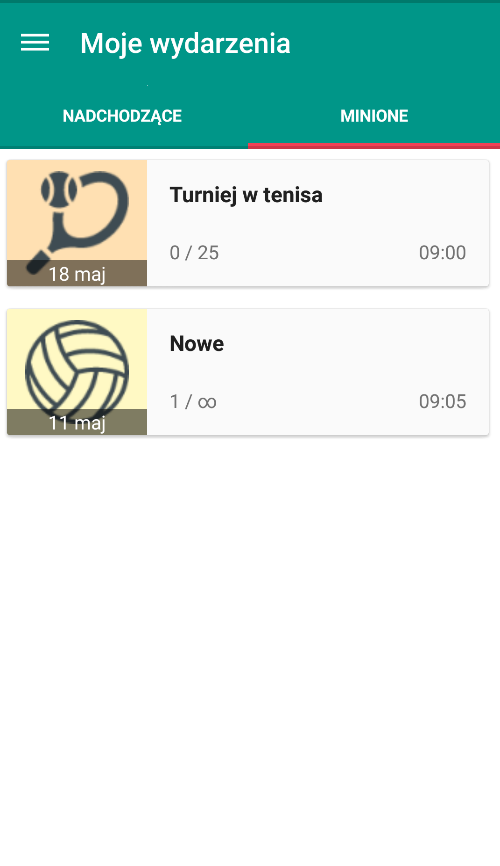 Moje wydarzenia
NADCHODZĄCE
MINIONE
Turniej w tenisa
0 / 25
09:00
18 maj
Nowe
1 / ∞
09:05
11 maj